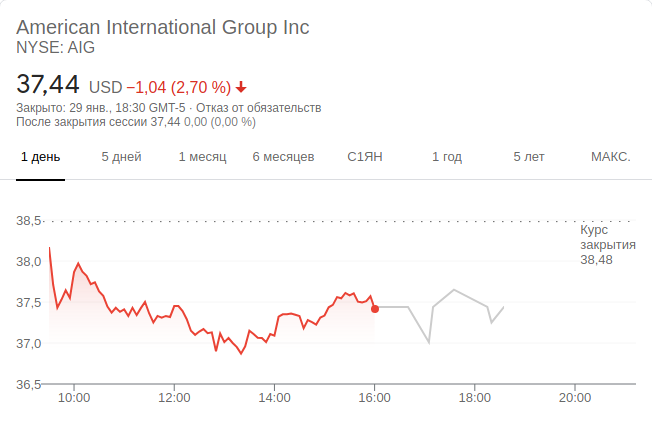 American International Group Inc
NYSE: AIG
37,44 USD −1,04 (2,70 %)
Закрыто: 29 янв., 18:30 GMT-5 · Отказ от обязательств
После закрытия сессии 37,44 0,00 (0,00 %)
1 день 5 дней 1 месяц 6 месяцев С1ЯН 1 год 5 лет МАКС.
38,5
Курс
закрытия
38,48
38,0
37,5
37,0
36,5
10:00 12:00 14:00 16:00 18:00 20:00